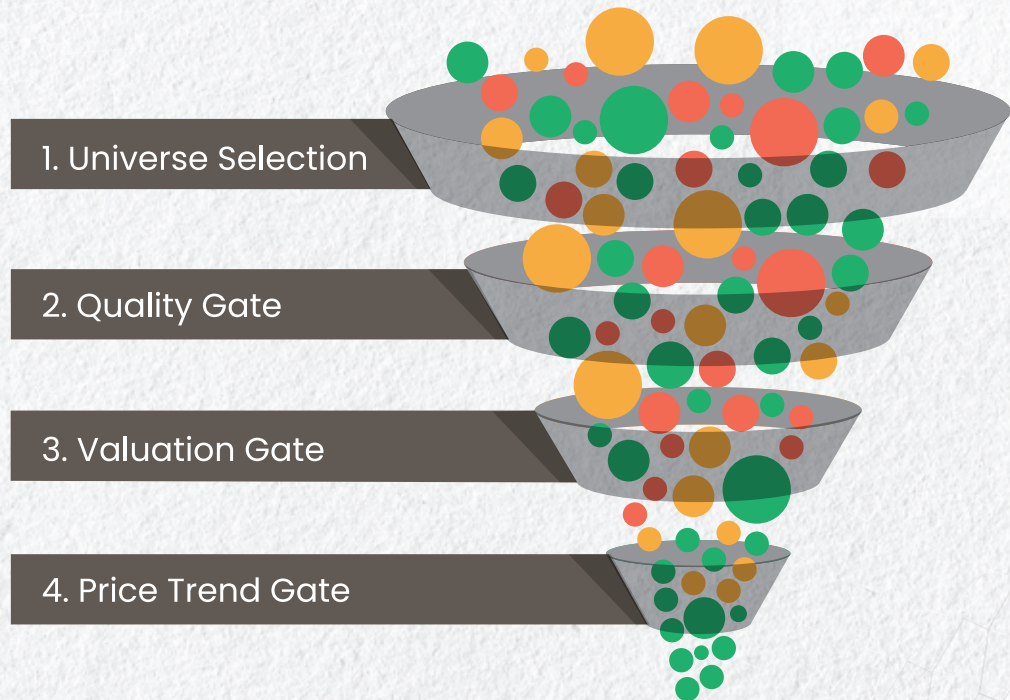 1. Universe Selection
2. Quality Gate
3. Valuation Gate
4. Price Trend Gate